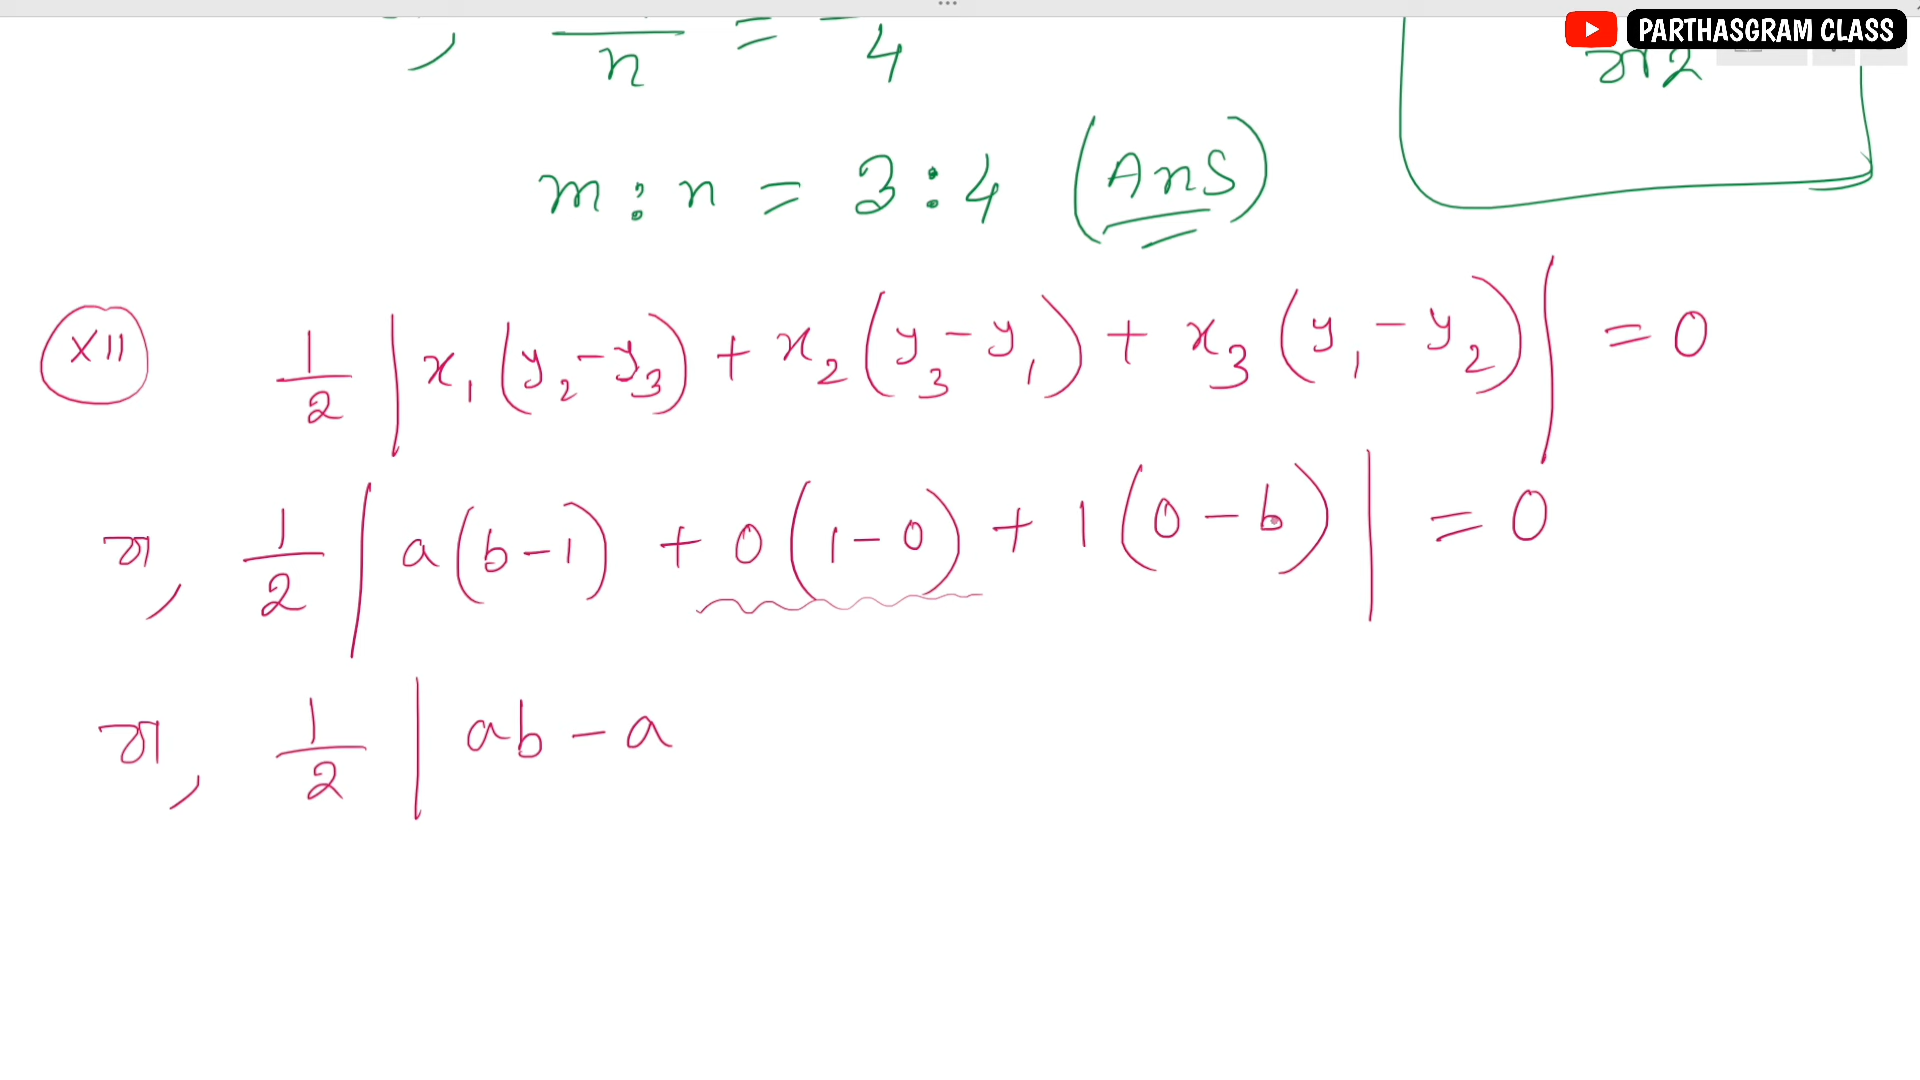 PARTHASGRAM CLASS
, / n = / 4
m : n = 3 : 4 (Ans)
XII 1/2 | x₁(y₂ - y₃) + x₂(y₃ - y₁) + x₃(y₁ - y₂) | = 0
বা, 1/2 | a(b - 1) + 0(1 - 0) + 1(0 - b) | = 0
বা, 1/2 | ab - a